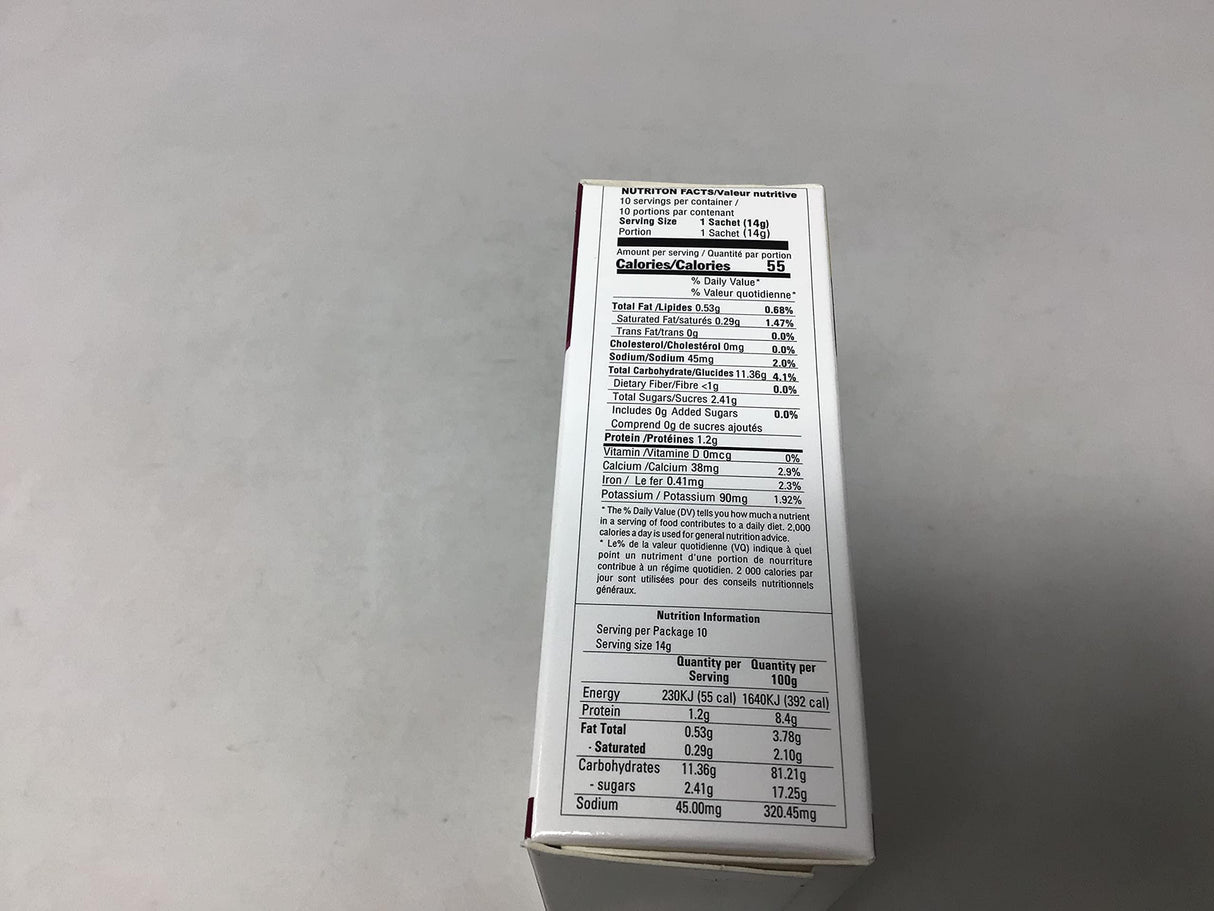 NUTRITON FACTS/Valeur nutritive
10 servings per container /
10 portions par contenant
Serving Size 1 Sachet (14g)
Portion 1 Sachet (14g)
Amount per serving / Quantité par portion
Calories/Calories 55
% Daily Value*
% Valeur quotidienne*
Total Fat /Lipides 0.53g 0.68%
Saturated Fat/saturés 0.29g 1.47%
Trans Fat/trans 0g 0.0%
Cholesterol/Cholestérol 0mg 0.0%
Sodium/Sodium 45mg 2.0%
Total Carbohydrate/Glucides 11.36g 4.1%
Dietary Fiber/Fibre <1g 0.0%
Total Sugars/Sucres 2.41g
Includes 0g Added Sugars 0.0%
Comprend 0g de sucres ajoutés
Protein /Protéines 1.2g
Vitamin /Vitamine D 0mcg 0%
Calcium /Calcium 38mg 2.9%
Iron / Le fer 0.41mg 2.3%
Potassium / Potassium 90mg 1.92%
* The % Daily Value (DV) tells you how much a nutrient
in a serving of food contributes to a daily diet. 2,000
calories a day is used for general nutrition advice.
* Le% de la valeur quotidienne (VQ) indique à quel
point un nutriment d'une portion de nourriture
contribue à un régime quotidien. 2 000 calories par
jour sont utilisées pour des conseils nutritionnels
généraux.
Nutrition Information
Serving per Package 10
Serving size 14g
Quantity per Quantity per
Serving 100g
Energy 230KJ (55 cal) 1640KJ (392 cal)
Protein 1.2g 8.4g
Fat Total 0.53g 3.78g
- Saturated 0.29g 2.10g
Carbohydrates 11.36g 81.21g
- sugars 2.41g 17.25g
Sodium 45.00mg 320.45mg